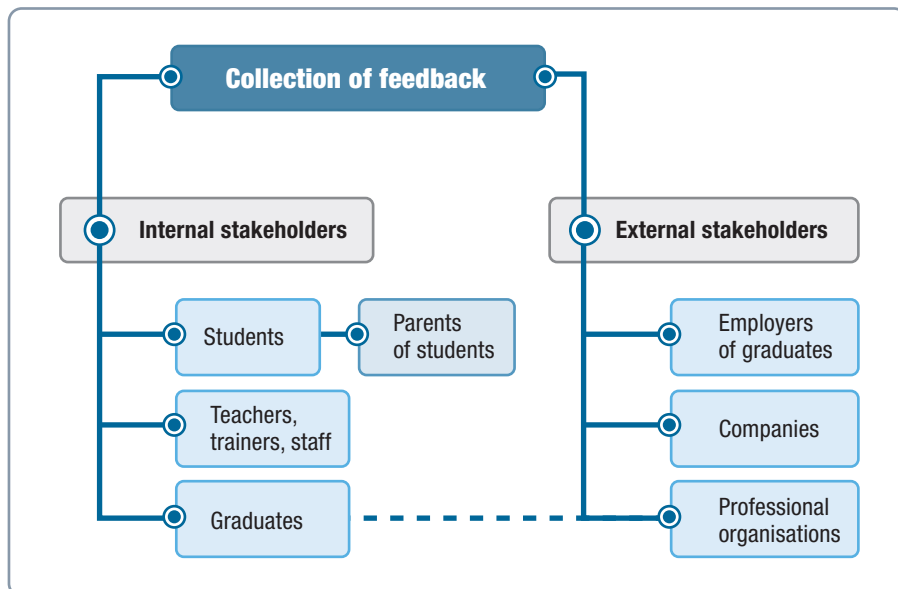 Collection of feedback
Internal stakeholders
External stakeholders
Students
Parents
of students
Employers
of graduates
Teachers,
trainers, staff
Companies
Graduates
Professional
organisations